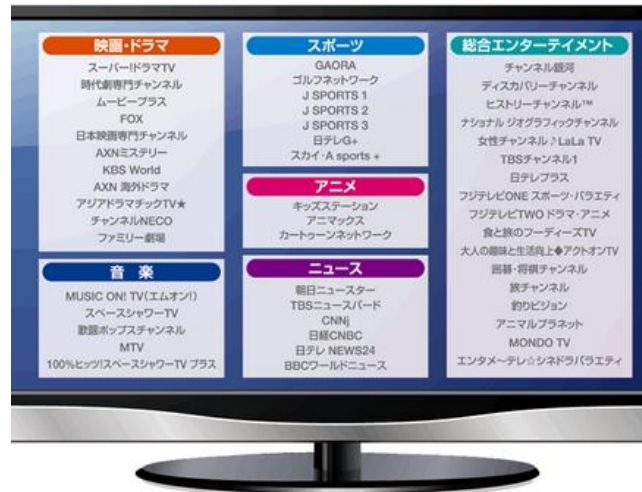 映画・ドラマ
スーパー!ドラマTV
時代劇専門チャンネル
ムービープラス
FOX
日本映画専門チャンネル
AXNミステリー
KBS World
AXN 海外ドラマ
アジアドラマチックTV★
チャンネルNECO
ファミリー劇場
音 楽
MUSIC ON! TV(エムオン!)
スペースシャワーTV
歌謡ポップスチャンネル
MTV
100%ヒッツ!スペースシャワーTV プラス
スポーツ
GAORA
ゴルフネットワーク
J SPORTS 1
J SPORTS 2
J SPORTS 3
日テレG+
スカイ・A sports +
アニメ
キッズステーション
アニマックス
カートゥーンネットワーク
ニュース
朝日ニュースター
TBSニュースバード
CNNj
日経CNBC
日テレ NEWS24
BBCワールドニュース
総合エンターテイメント
チャンネル銀河
ディスカバリーチャンネル
ヒストリーチャンネル™
ナショナル ジオグラフィックチャンネル
女性チャンネル♪LaLa TV
TBSチャンネル1
日テレプラス
フジテレビONE スポーツ・バラエティ
フジテレビTWO ドラマ・アニメ
食と旅のフーディーズTV
大人の趣味と生活向上◆アクトオンTV
囲碁・将棋チャンネル
旅チャンネル
釣りビジョン
アニマルプラネット
MONDO TV
エンタメ〜テレ☆シネドラバラエティ